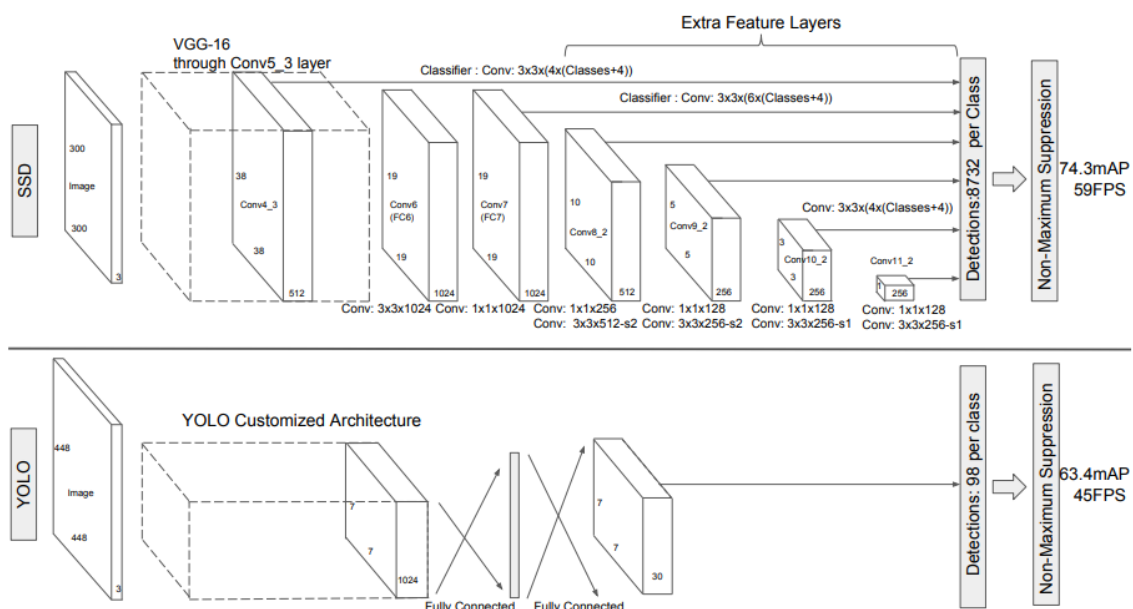 Extra Feature Layers
VGG-16
through Conv5_3 layer
Classifier : Conv: 3x3x(4x(Classes+4))
Classifier : Conv: 3x3x(6x(Classes+4))
SSD
300
Image
300
3
38
Conv4_3
38
512
19
Conv6
(FC6)
19
1024
19
Conv7
(FC7)
19
1024
10
Conv8_2
10
512
5
Conv9_2
5
256
Conv: 3x3x(4x(Classes+4))
3
Conv10_2
3
256
Conv11_2
1
256
Conv: 3x3x1024
Conv: 1x1x1024
Conv: 1x1x256
Conv: 3x3x512-s2
Conv: 1x1x128
Conv: 3x3x256-s2
Conv: 1x1x128
Conv: 3x3x256-s1
Conv: 1x1x128
Conv: 3x3x256-s1
Detections:8732 per Class
Non-Maximum Suppression
74.3mAP
59FPS
YOLO
448
Image
448
3
YOLO Customized Architecture
7
7
1024
Fully Connected
Fully Connected
7
7
30
Detections: 98 per class
Non-Maximum Suppression
63.4mAP
45FPS